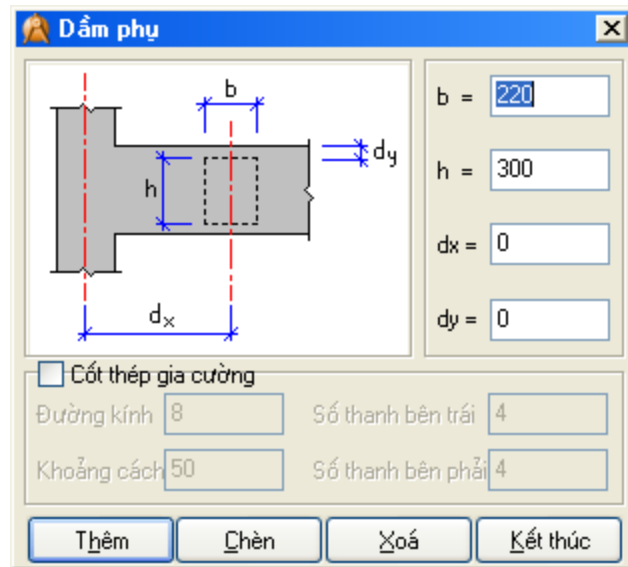 Dầm phụ
b
dy
h
dx
b = 220
h = 300
dx = 0
dy = 0
Cốt thép gia cường
Đường kính 8 Số thanh bên trái 4
Khoảng cách 50 Số thanh bên phải 4
Thêm Chèn Xoá Kết thúc